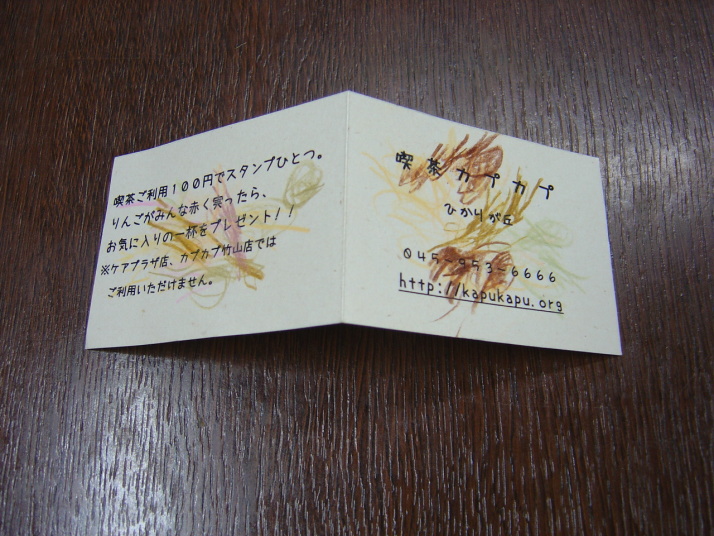 喫茶ご利用１００円でスタンプひとつ。
りんごがみんな赤く実ったら、
お気に入りの一杯をプレゼント！！
※ケアプラザ店、カプカプ竹山店では
ご利用いただけません。
喫茶カプカプ
ひかりが丘
０４５－９５３－６６６６
http://kapukapu.org